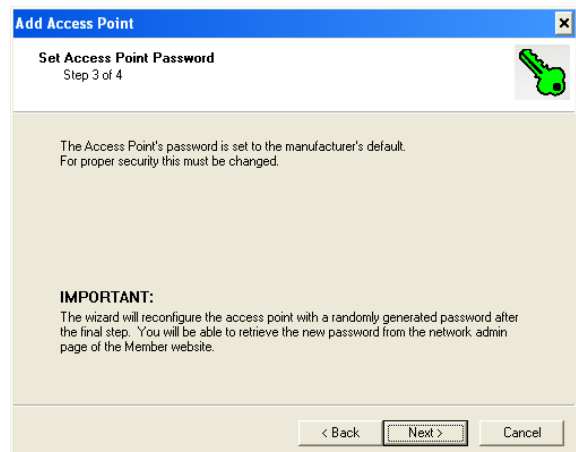 Add Access Point
Set Access Point Password
Step 3 of 4
The Access Point's password is set to the manufacturer's default.
For proper security this must be changed.
IMPORTANT:
The wizard will reconfigure the access point with a randomly generated password after
the final step. You will be able to retrieve the new password from the network admin
page of the Member website.
< Back Next > Cancel